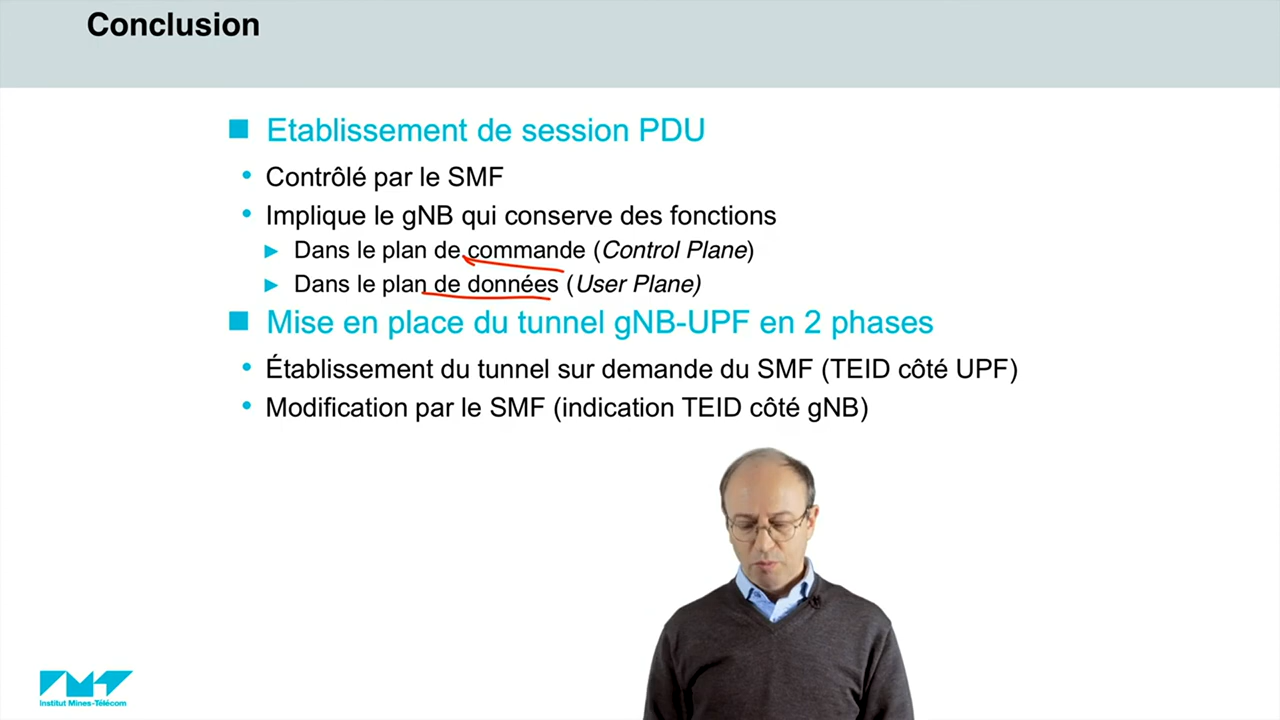 Conclusion
Etablissement de session PDU
Contrôlé par le SMF
Implique le gNB qui conserve des fonctions
Dans le plan de commande (Control Plane)
Dans le plan de données (User Plane)
Mise en place du tunnel gNB-UPF en 2 phases
Établissement du tunnel sur demande du SMF (TEID côté UPF)
Modification par le SMF (indication TEID côté gNB)
Institut Mines-Télécom